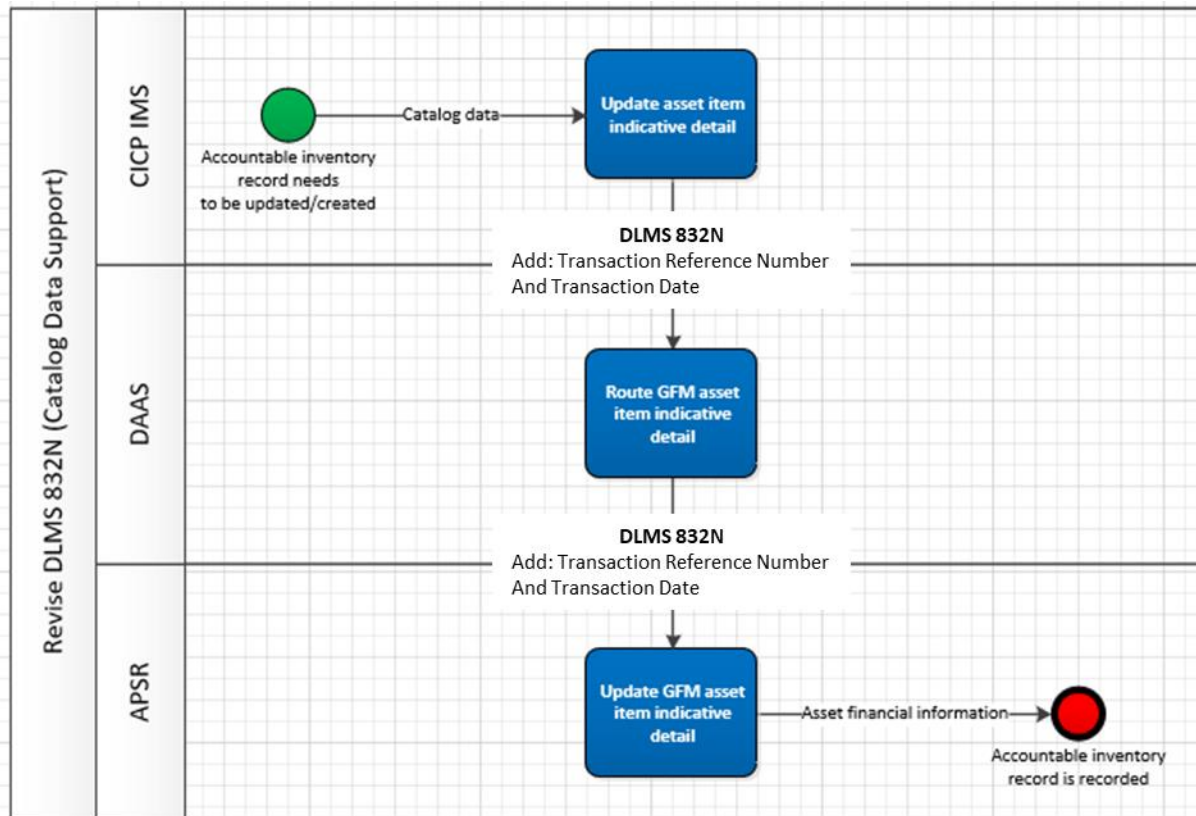 Revise DLMS 832N (Catalog Data Support)
CICP IMS
Accountable inventory
record needs
to be updated/created
Catalog data
Update asset item
indicative detail
DLMS 832N
Add: Transaction Reference Number
And Transaction Date
DAAS
Route GFM asset
item indicative
detail
DLMS 832N
Add: Transaction Reference Number
And Transaction Date
APSR
Update GFM asset
item indicative
detail
Asset financial information
Accountable inventory
record is recorded